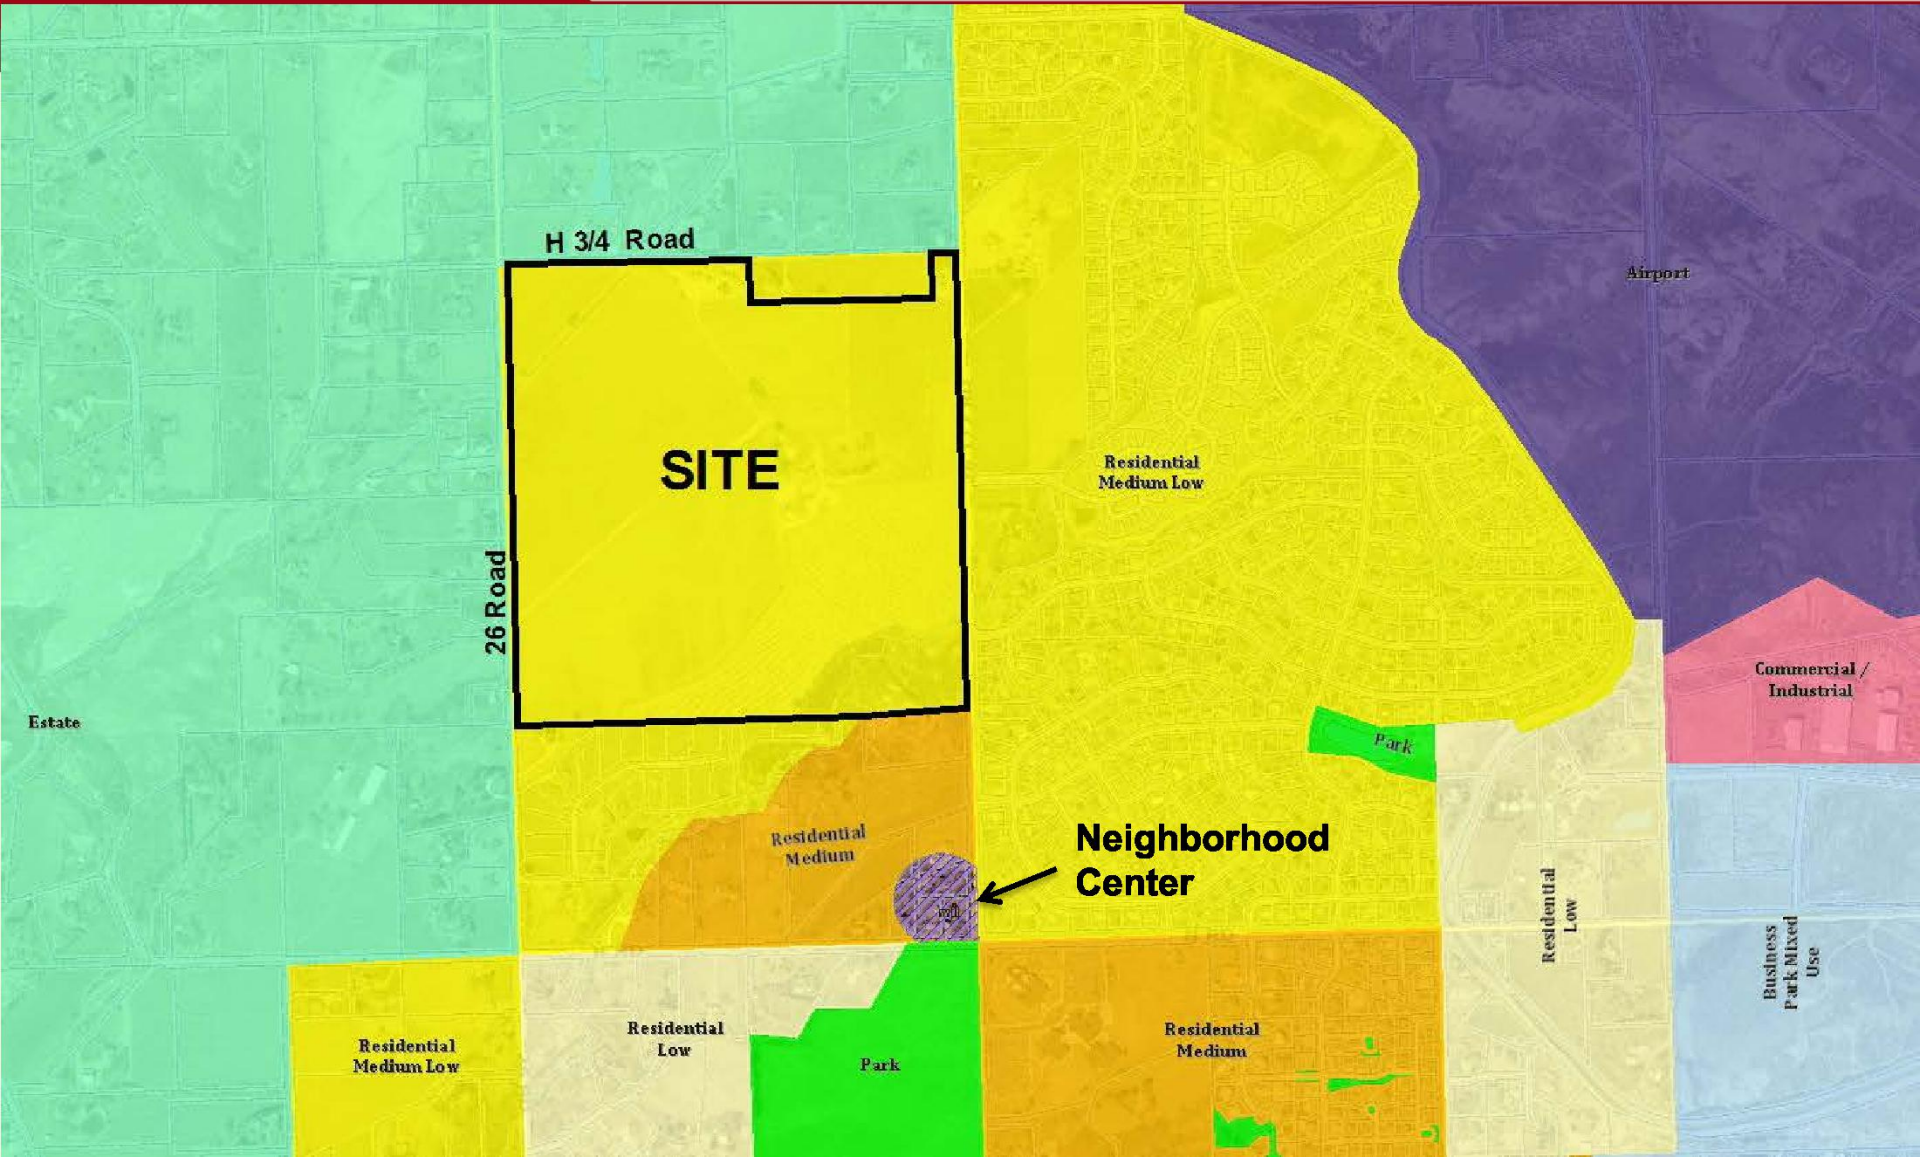 H 3/4 Road
Airport
SITE
Residential
Medium Low
26 Road
Commercial /
Industrial
Estate
Park
Residential
Medium
Neighborhood
Center
Residential
Low
Business
Park Mixed
Use
Residential
Medium Low
Residential
Low
Park
Residential
Medium